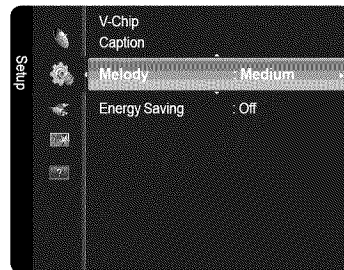 Setup
V-Chip
Caption
Melody : Medium
Energy Saving : Off
?